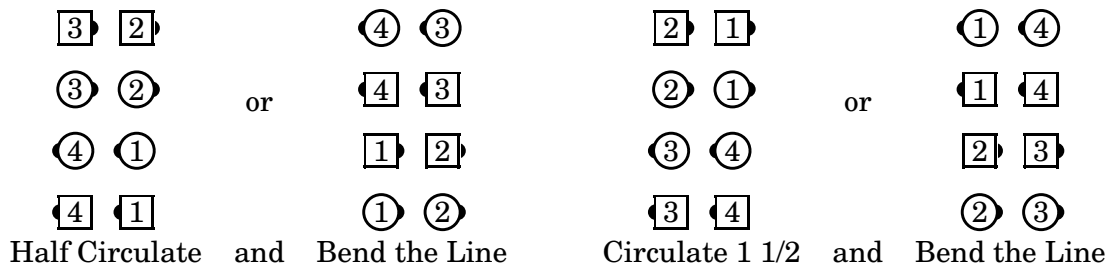 3 2 4 3 2 1 1 4
3 2 or 4 3 2 1 or 1 4
4 1 1 2 3 4 2 3
4 1 1 2 3 4 2 3
Half Circulate and Bend the Line Circulate 1 1/2 and Bend the Line